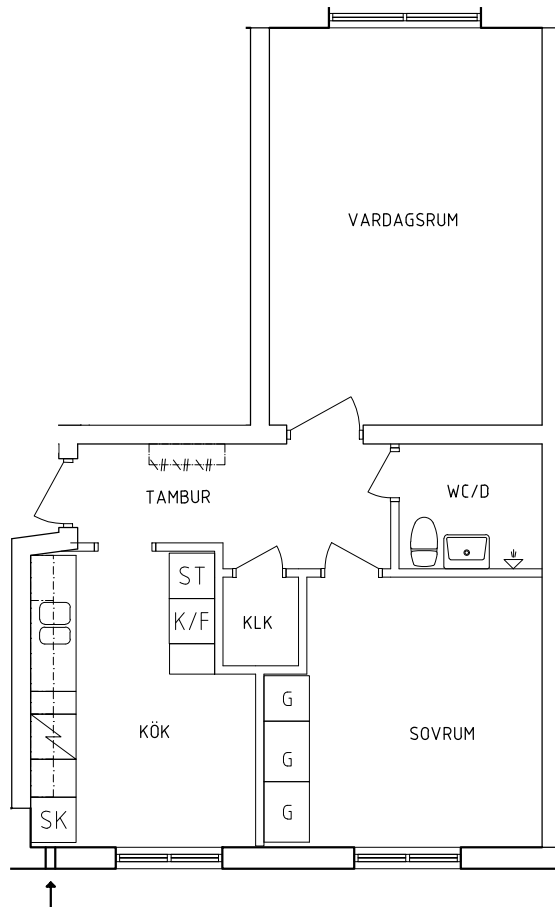 VARDAGSRUM
WC/D
TAMBUR
ST
K/F
KLK
G
KÖK
SOVRUM
G
G
SK